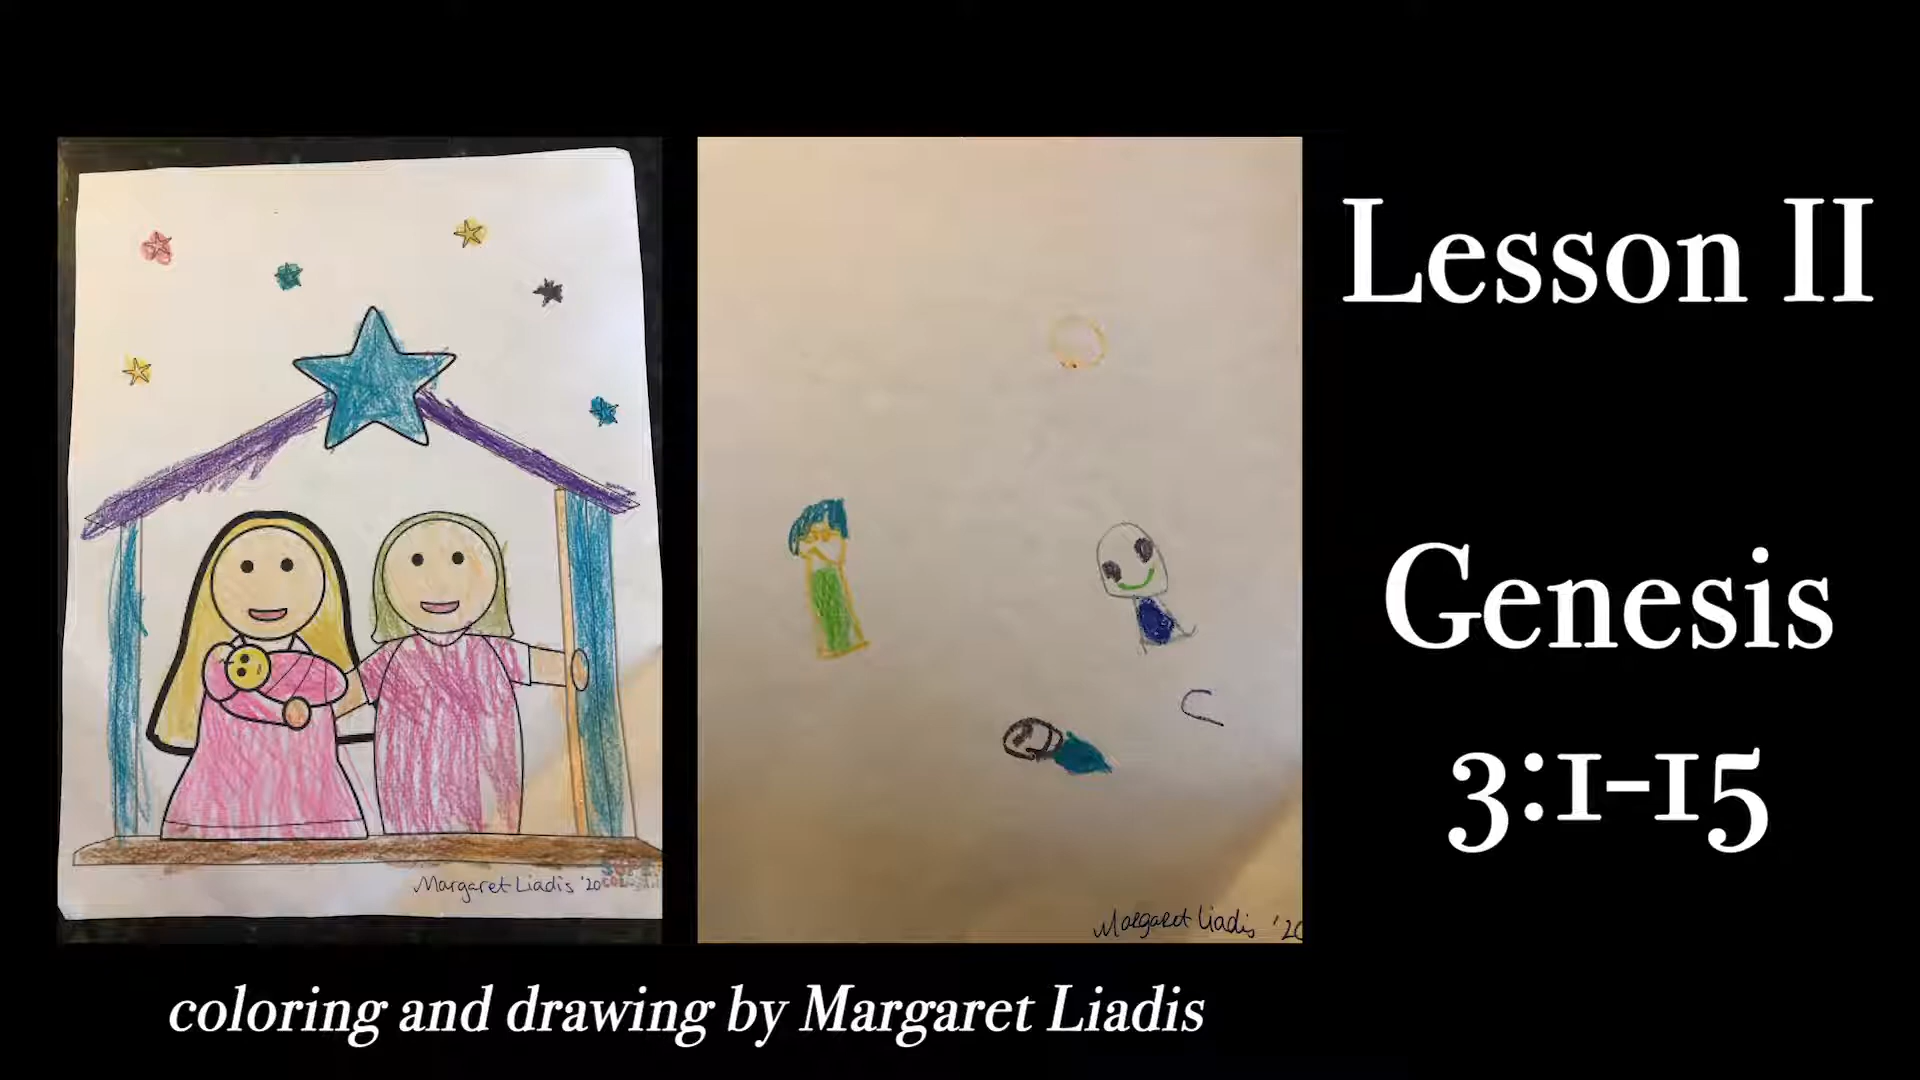 Lesson II
Genesis
3:1-15
Margaret Liadis '20
Margaret Liadis '20
coloring and drawing by Margaret Liadis